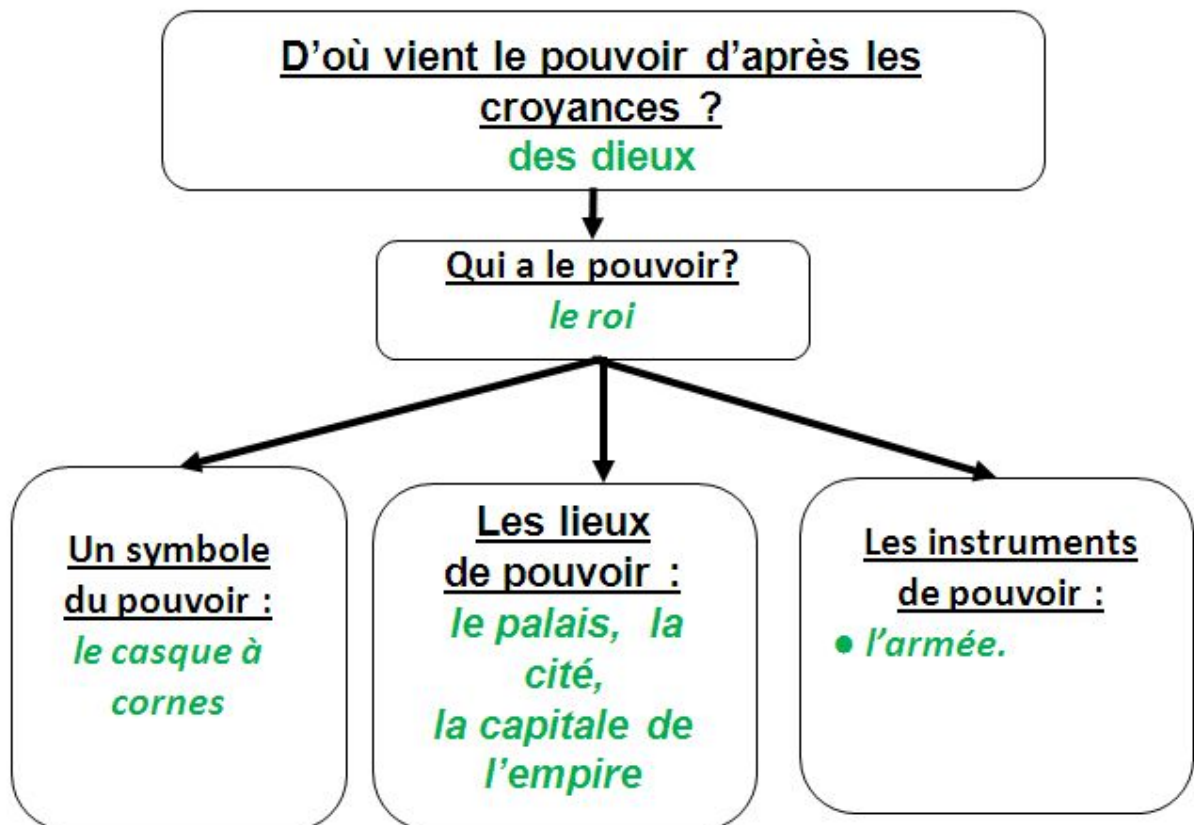 D'où vient le pouvoir d'après les
croyances ?
des dieux
Qui a le pouvoir?
le roi
Un symbole
du pouvoir :
le casque à
cornes
Les lieux
de pouvoir :
le palais, la
cité,
la capitale de
l'empire
Les instruments
de pouvoir :
● l'armée.